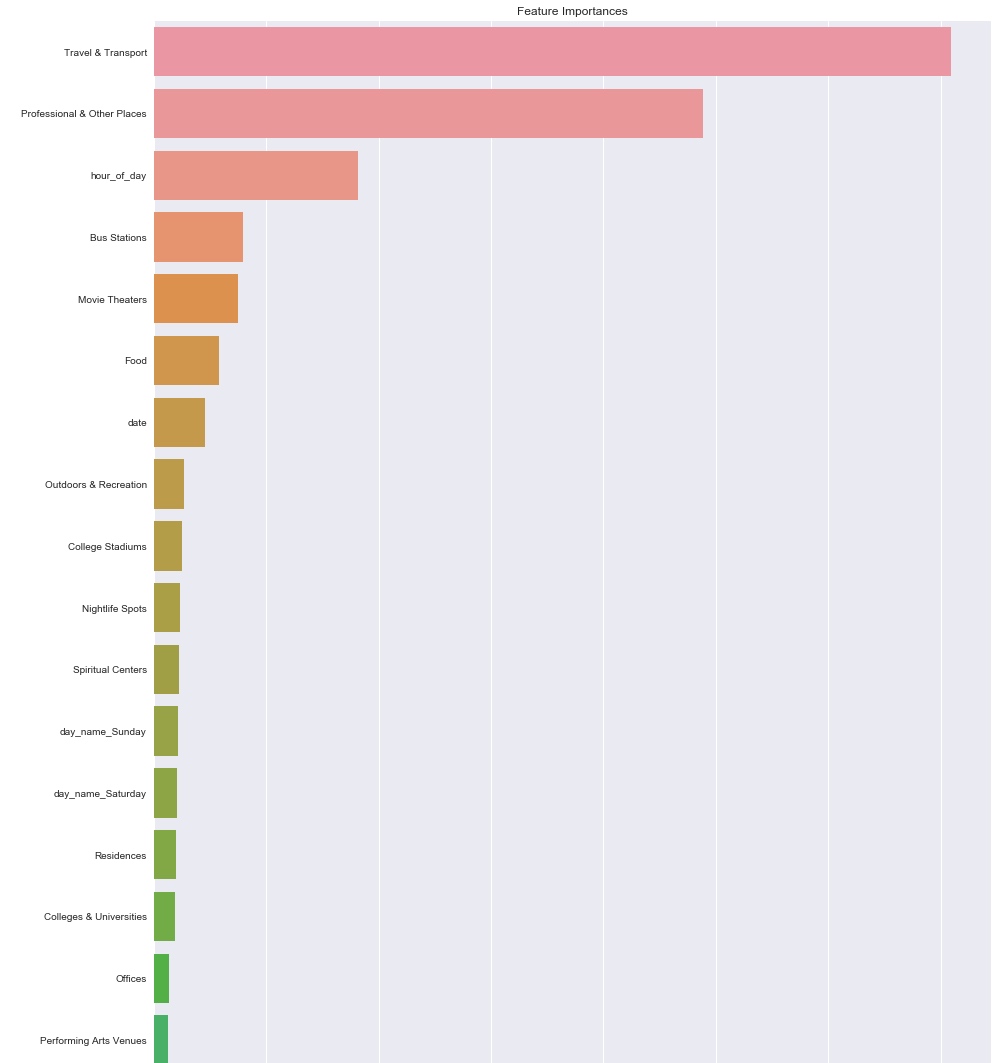 Feature Importances
Travel & Transport
Professional & Other Places
hour_of_day
Bus Stations
Movie Theaters
Food
date
Outdoors & Recreation
College Stadiums
Nightlife Spots
Spiritual Centers
day_name_Sunday
day_name_Saturday
Residences
Colleges & Universities
Offices
Performing Arts Venues